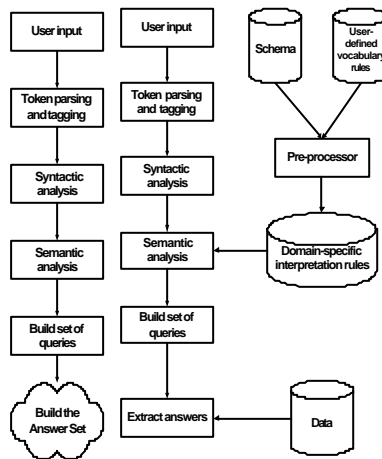 User input
Token parsing
and tagging
Syntactic
analysis
Semantic
analysis
Build set of
queries
Build the
Answer Set
User input
Token parsing
and tagging
Syntactic
analysis
Semantic
analysis
Build set of
queries
Extract answers
Schema
User-
defined
vocabulary
rules
Pre-processor
Domain-specific
interpretation rules
Data